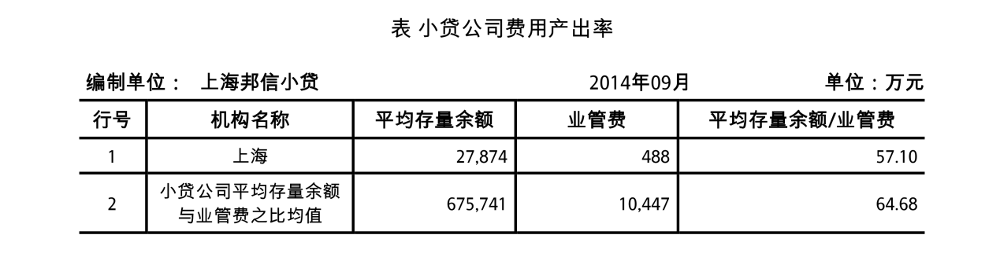 表 小贷公司费用产出率
编制单位： 上海邦信小贷 2014年09月 单位：万元
行号 机构名称 平均存量余额 业管费 平均存量余额/业管费
1 上海 27,874 488 57.10
2 小贷公司平均存量余额与业管费之比均值 675,741 10,447 64.68